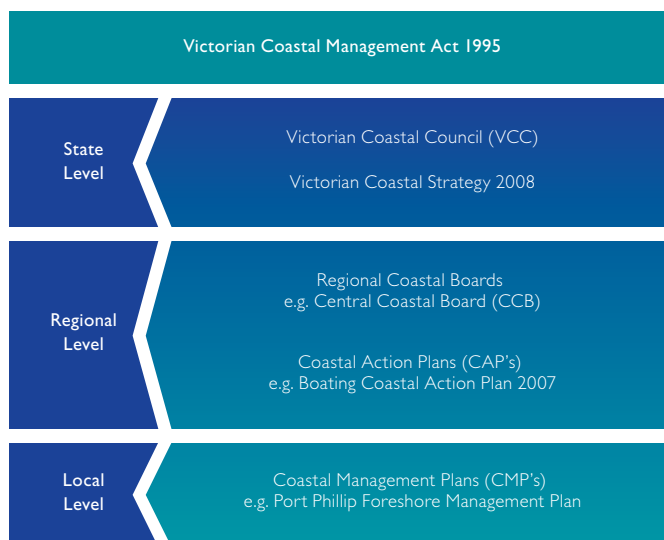 Victorian Coastal Management Act 1995
State
Level
Victorian Coastal Council (VCC)
Victorian Coastal Strategy 2008
Regional
Level
Regional Coastal Boards
e.g. Central Coastal Board (CCB)
Coastal Action Plans (CAP's)
e.g. Boating Coastal Action Plan 2007
Local
Level
Coastal Management Plans (CMP's)
e.g. Port Phillip Foreshore Management Plan